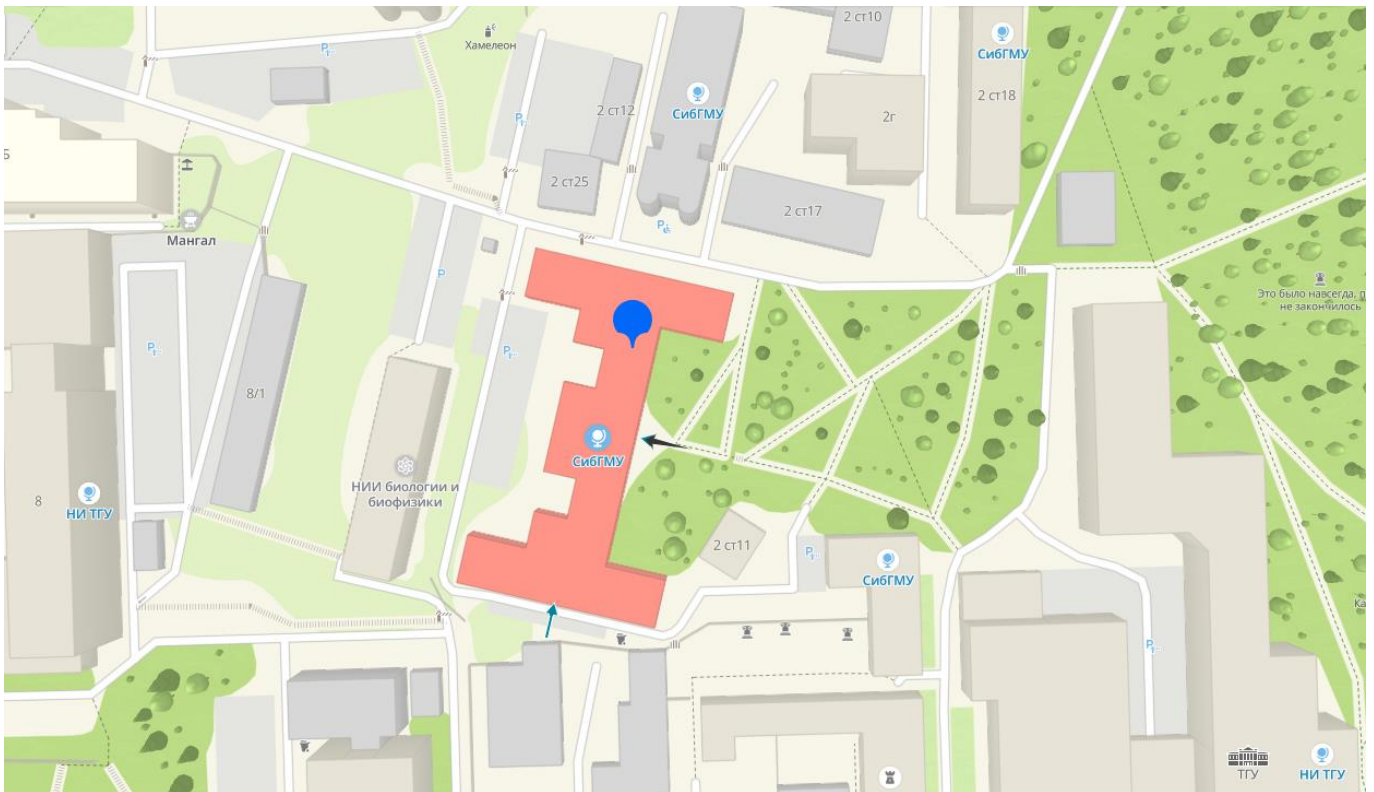 2 ст10
Хамелеон
СибГМУ
2 ст12
СибГМУ
2г
2 ст18
2 ст25
2 ст17
Мангал
P
8/1
Это было навсегда, п
не закончилось
СибГМУ
НИИ биологии и
биофизики
8
НИ ТГУ
2 ст11
СибГМУ
Ка
ТГУ
НИ ТГУ